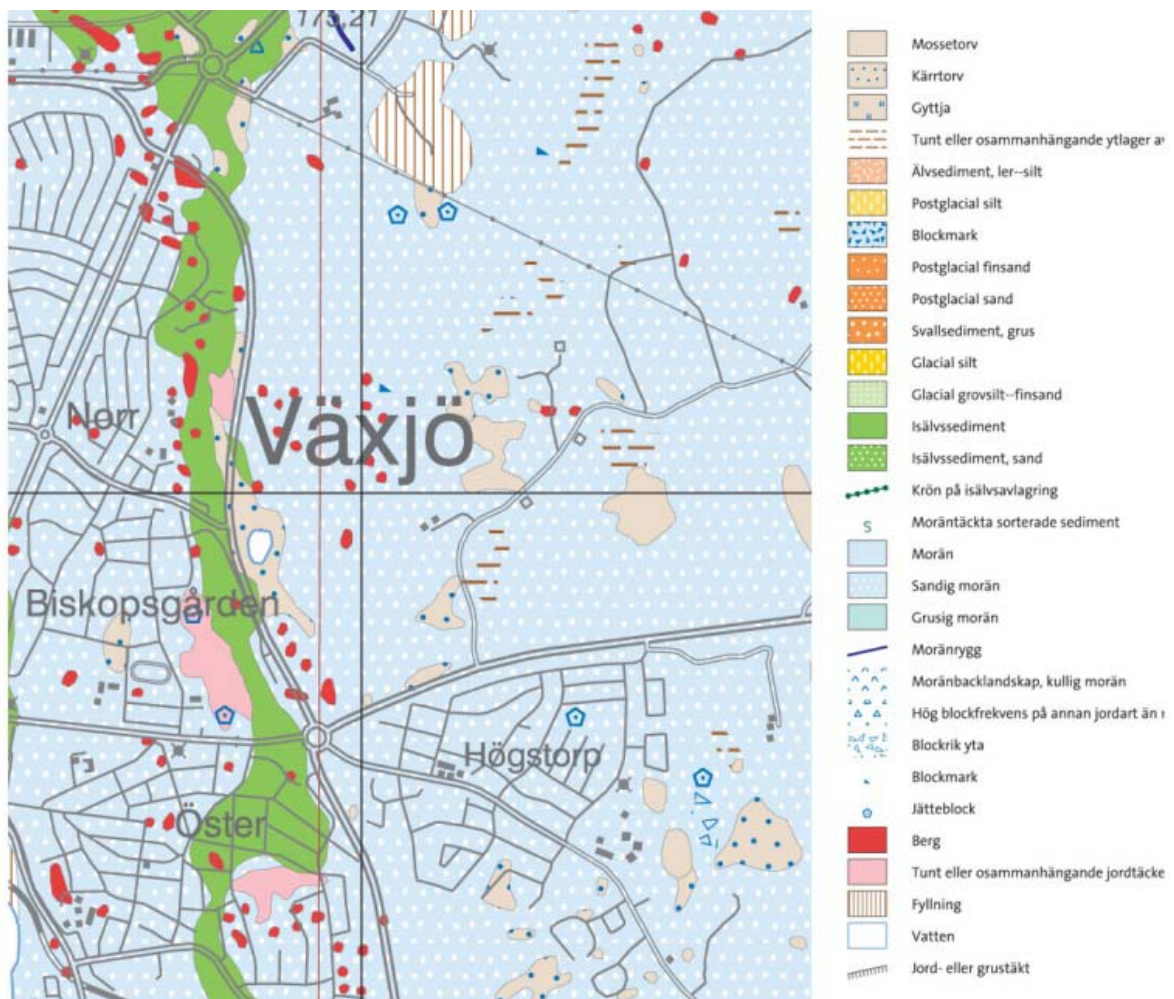 173,21
Växjö
Norr
Biskopsgården
Högstorp
Öster
Mossetorv
Kärrtorv
Gyttja
Tunt eller osammanhängande ytlager av
Älvsediment, ler--silt
Postglacial silt
Blockmark
Postglacial finsand
Postglacial sand
Svallsediment, grus
Glacial silt
Glacial grovsilt--finsand
Isälvssediment
Isälvssediment, sand
Krön på isälvsavlagring
S Moräntäckta sorterade sediment
Morän
Sandig morän
Grusig morän
Moränrygg
Moränbacklandskap, kullig morän
Hög blockfrekvens på annan jordart än
Blockrik yta
Blockmark
Jätteblock
Berg
Tunt eller osammanhängande jordtäcke
Fyllning
Vatten
Jord- eller grustäkt